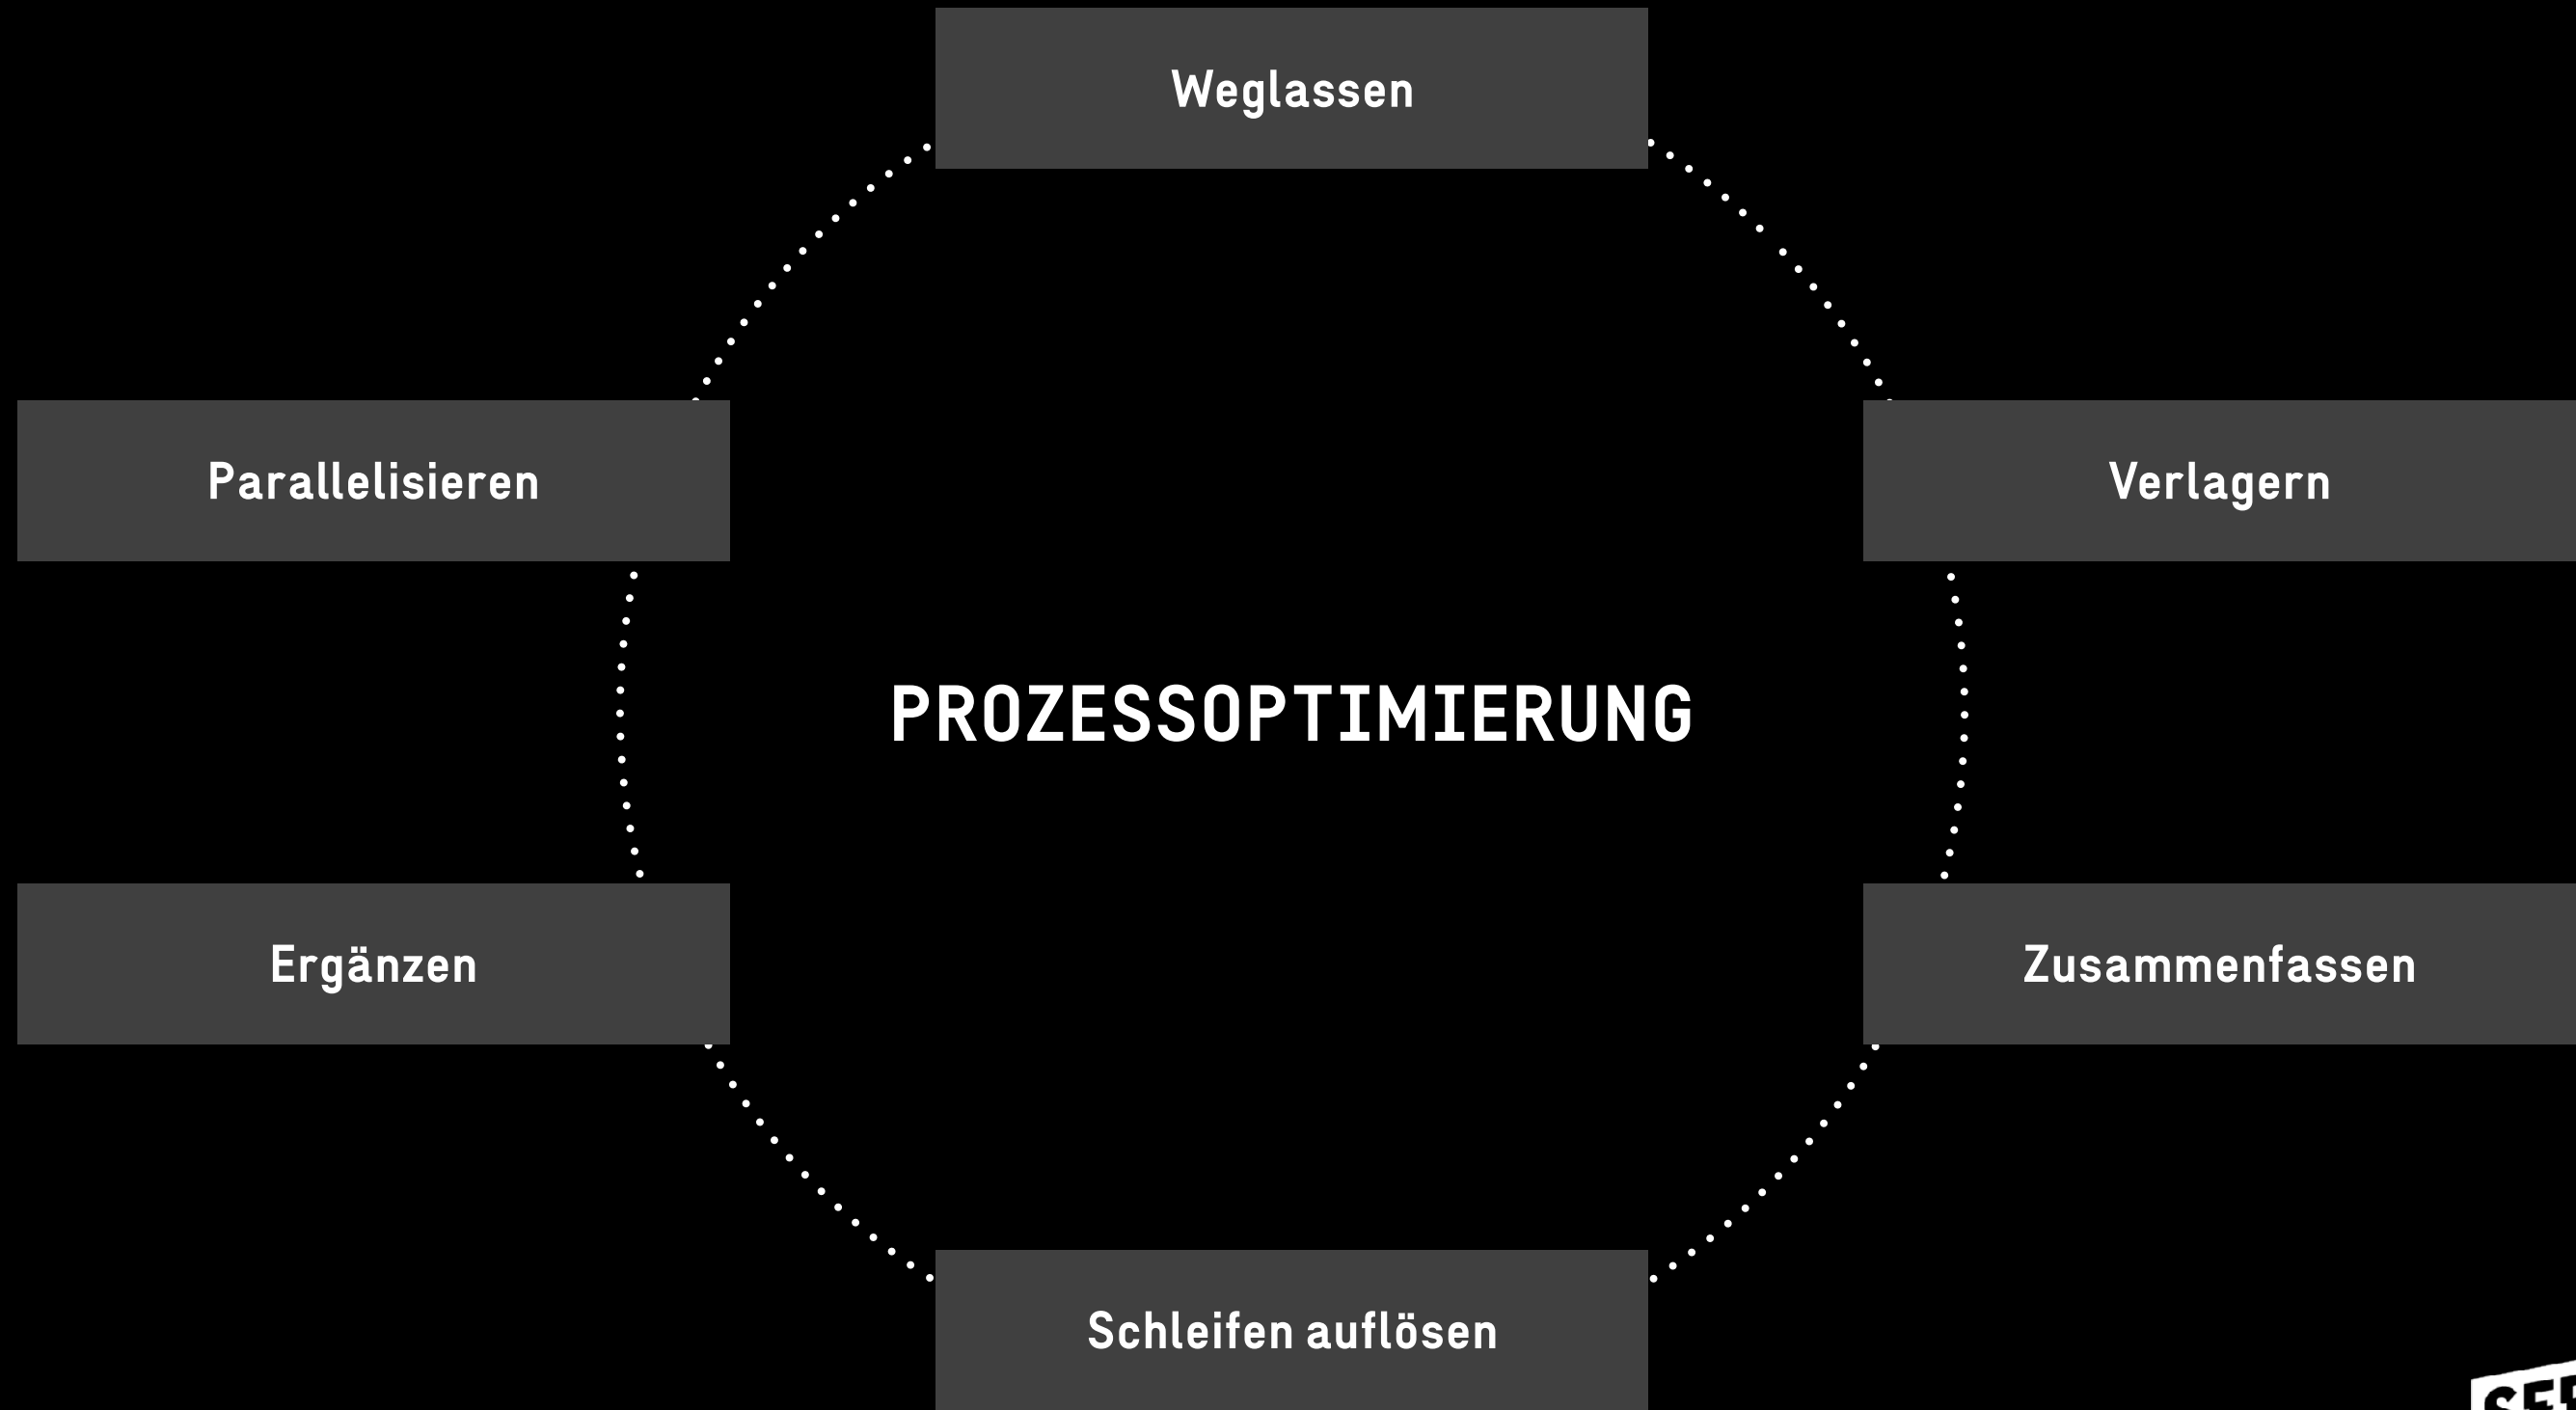 Weglassen
Parallelisieren
Verlagern
PROZESSOPTIMIERUNG
Ergänzen
Zusammenfassen
Schleifen auflösen